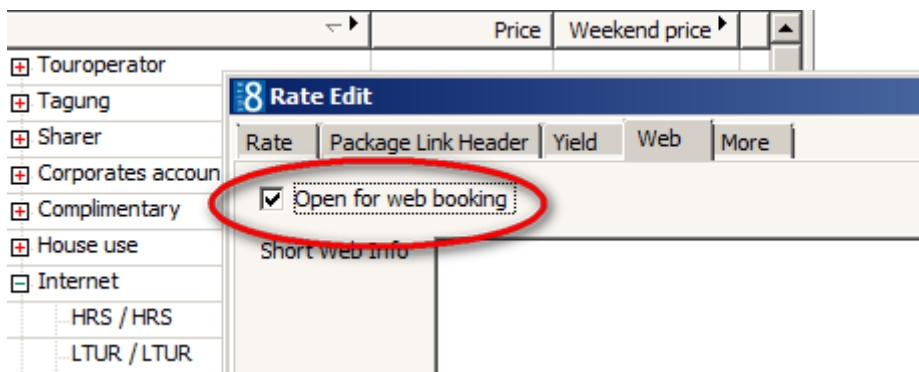 Price Weekend price
Touroperator
Tagung
Sharer
Corporates accoun
Complimentary
House use
Internet
HRS / HRS
LTUR / LTUR
8 Rate Edit
Rate Package Link Header Yield Web More
Open for web booking
Short Web Info